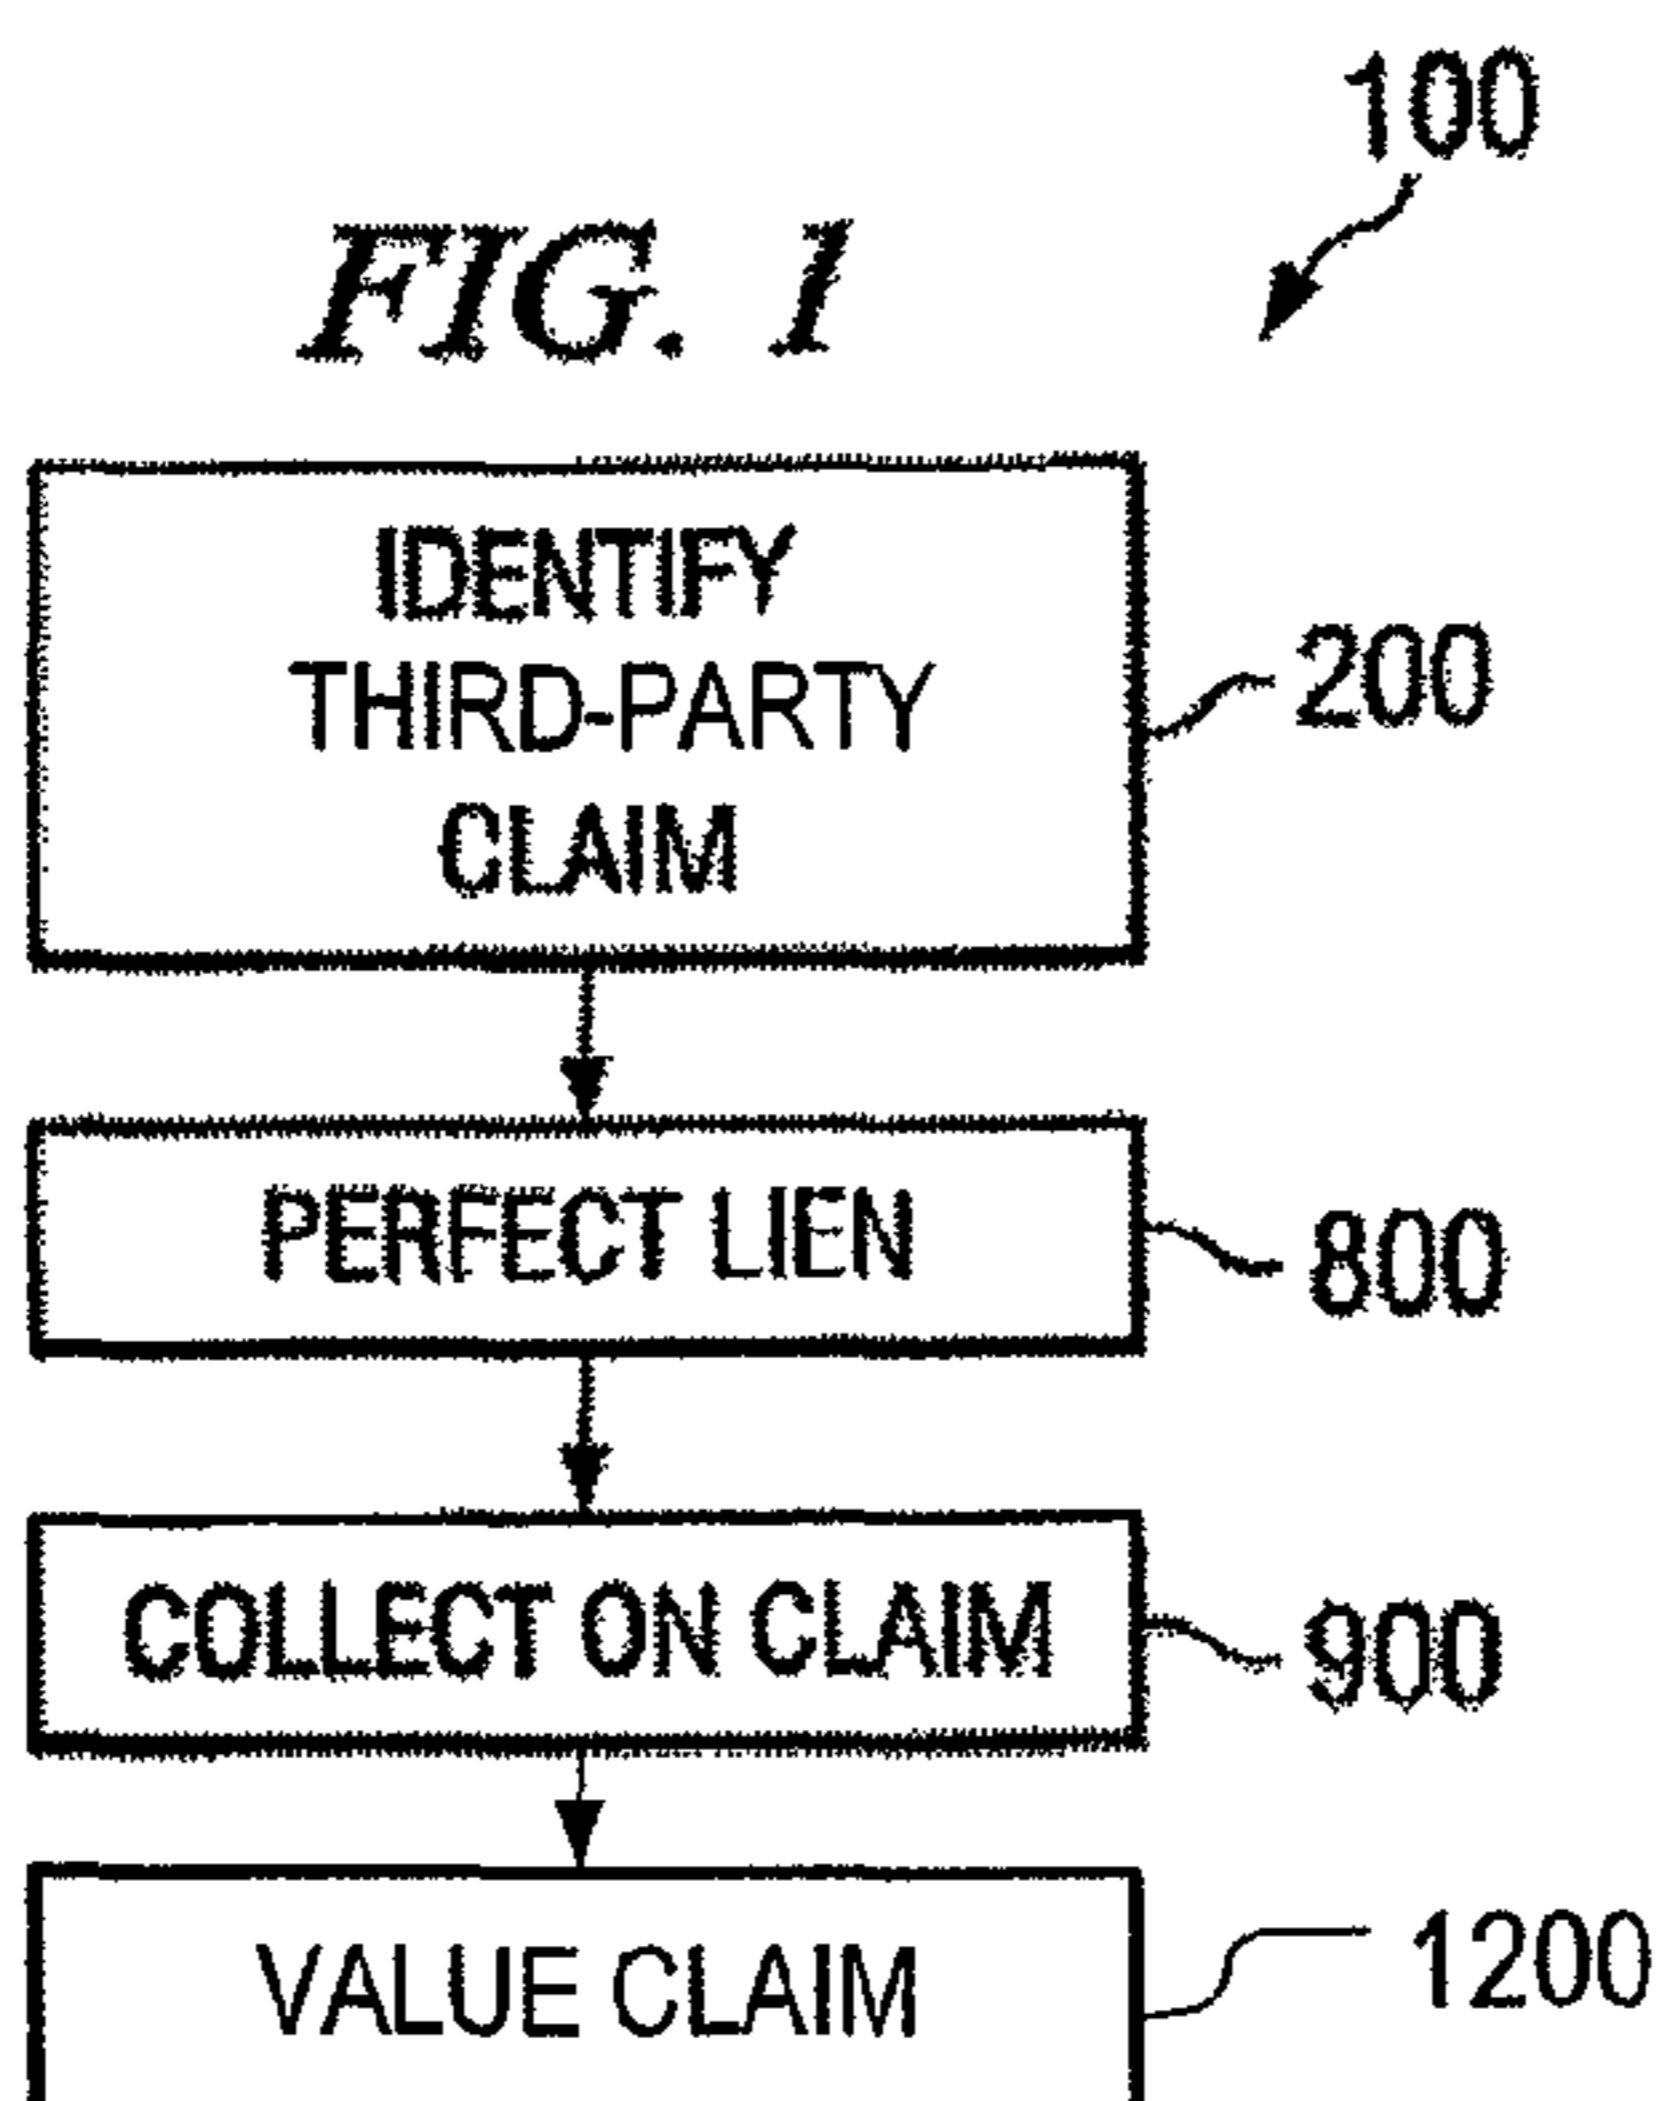 100
FIG. 1
IDENTIFY
THIRD-PARTY
CLAIM
200
PERFECT LIEN
800
COLLECT ON CLAIM
900
VALUE CLAIM
1200